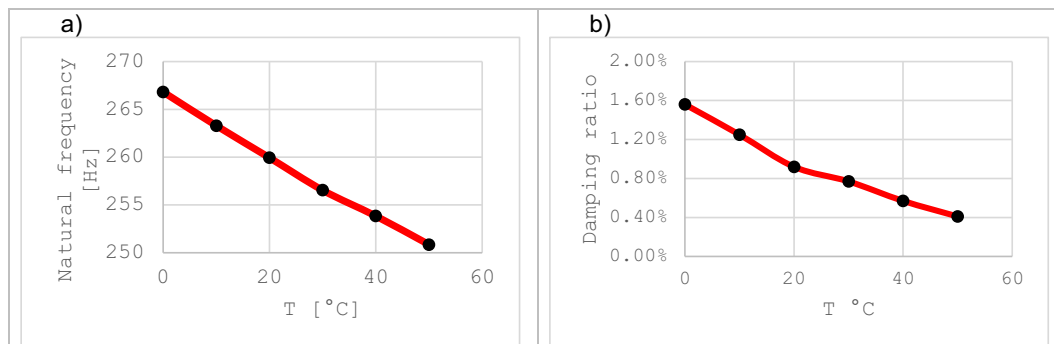 a)
Natural frequency
[Hz]
270
265
260
255
250
0
20
40
60
T [°C]
b)
Damping ratio
2.00%
1.60%
1.20%
0.80%
0.40%
0.00%
0
20
40
60
T °C